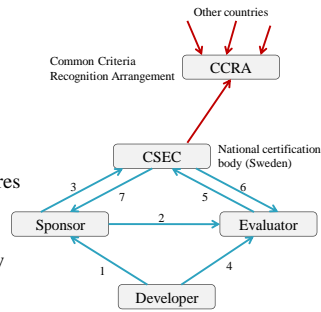 Other countries
Common Criteria
Recognition Arrangement
CCRA
CSEC
National certification
body (Sweden)
res
3
7
5
6
Sponsor
2
Evaluator
y
1
4
Developer